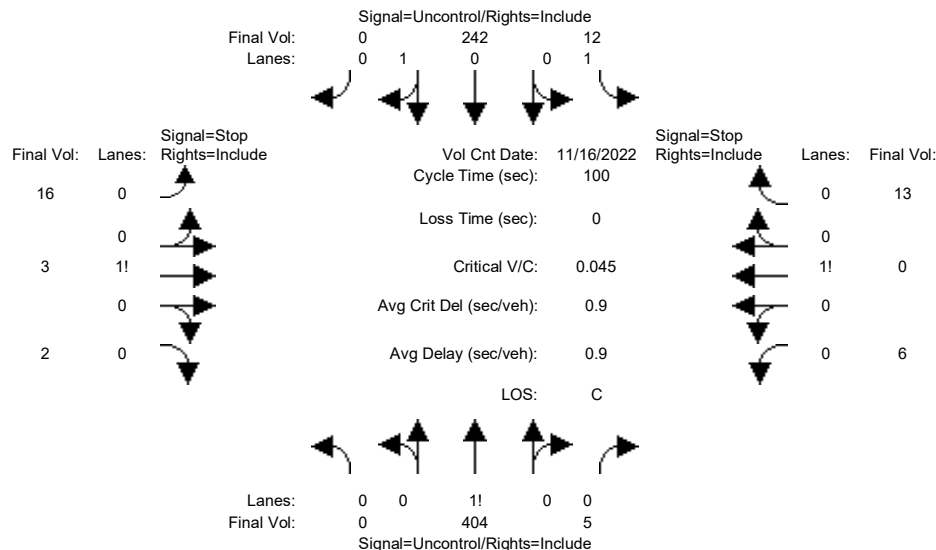 Signal=Uncontrol/Rights=Include
Final Vol: 0 242 12
Lanes: 0 1 0 0 1
Signal=Stop Signal=Stop
Final Vol: Lanes: Rights=Include Vol Cnt Date: 11/16/2022 Rights=Include Lanes: Final Vol:
Cycle Time (sec): 100
16 0 0 13
Loss Time (sec): 0
0 0
3 1! Critical V/C: 0.045 1! 0
0 Avg Crit Del (sec/veh): 0.9 0
2 0 Avg Delay (sec/veh): 0.9 0 6
LOS: C
Lanes: 0 0 1! 0 0
Final Vol: 0 404 5
Signal=Uncontrol/Rights=Include